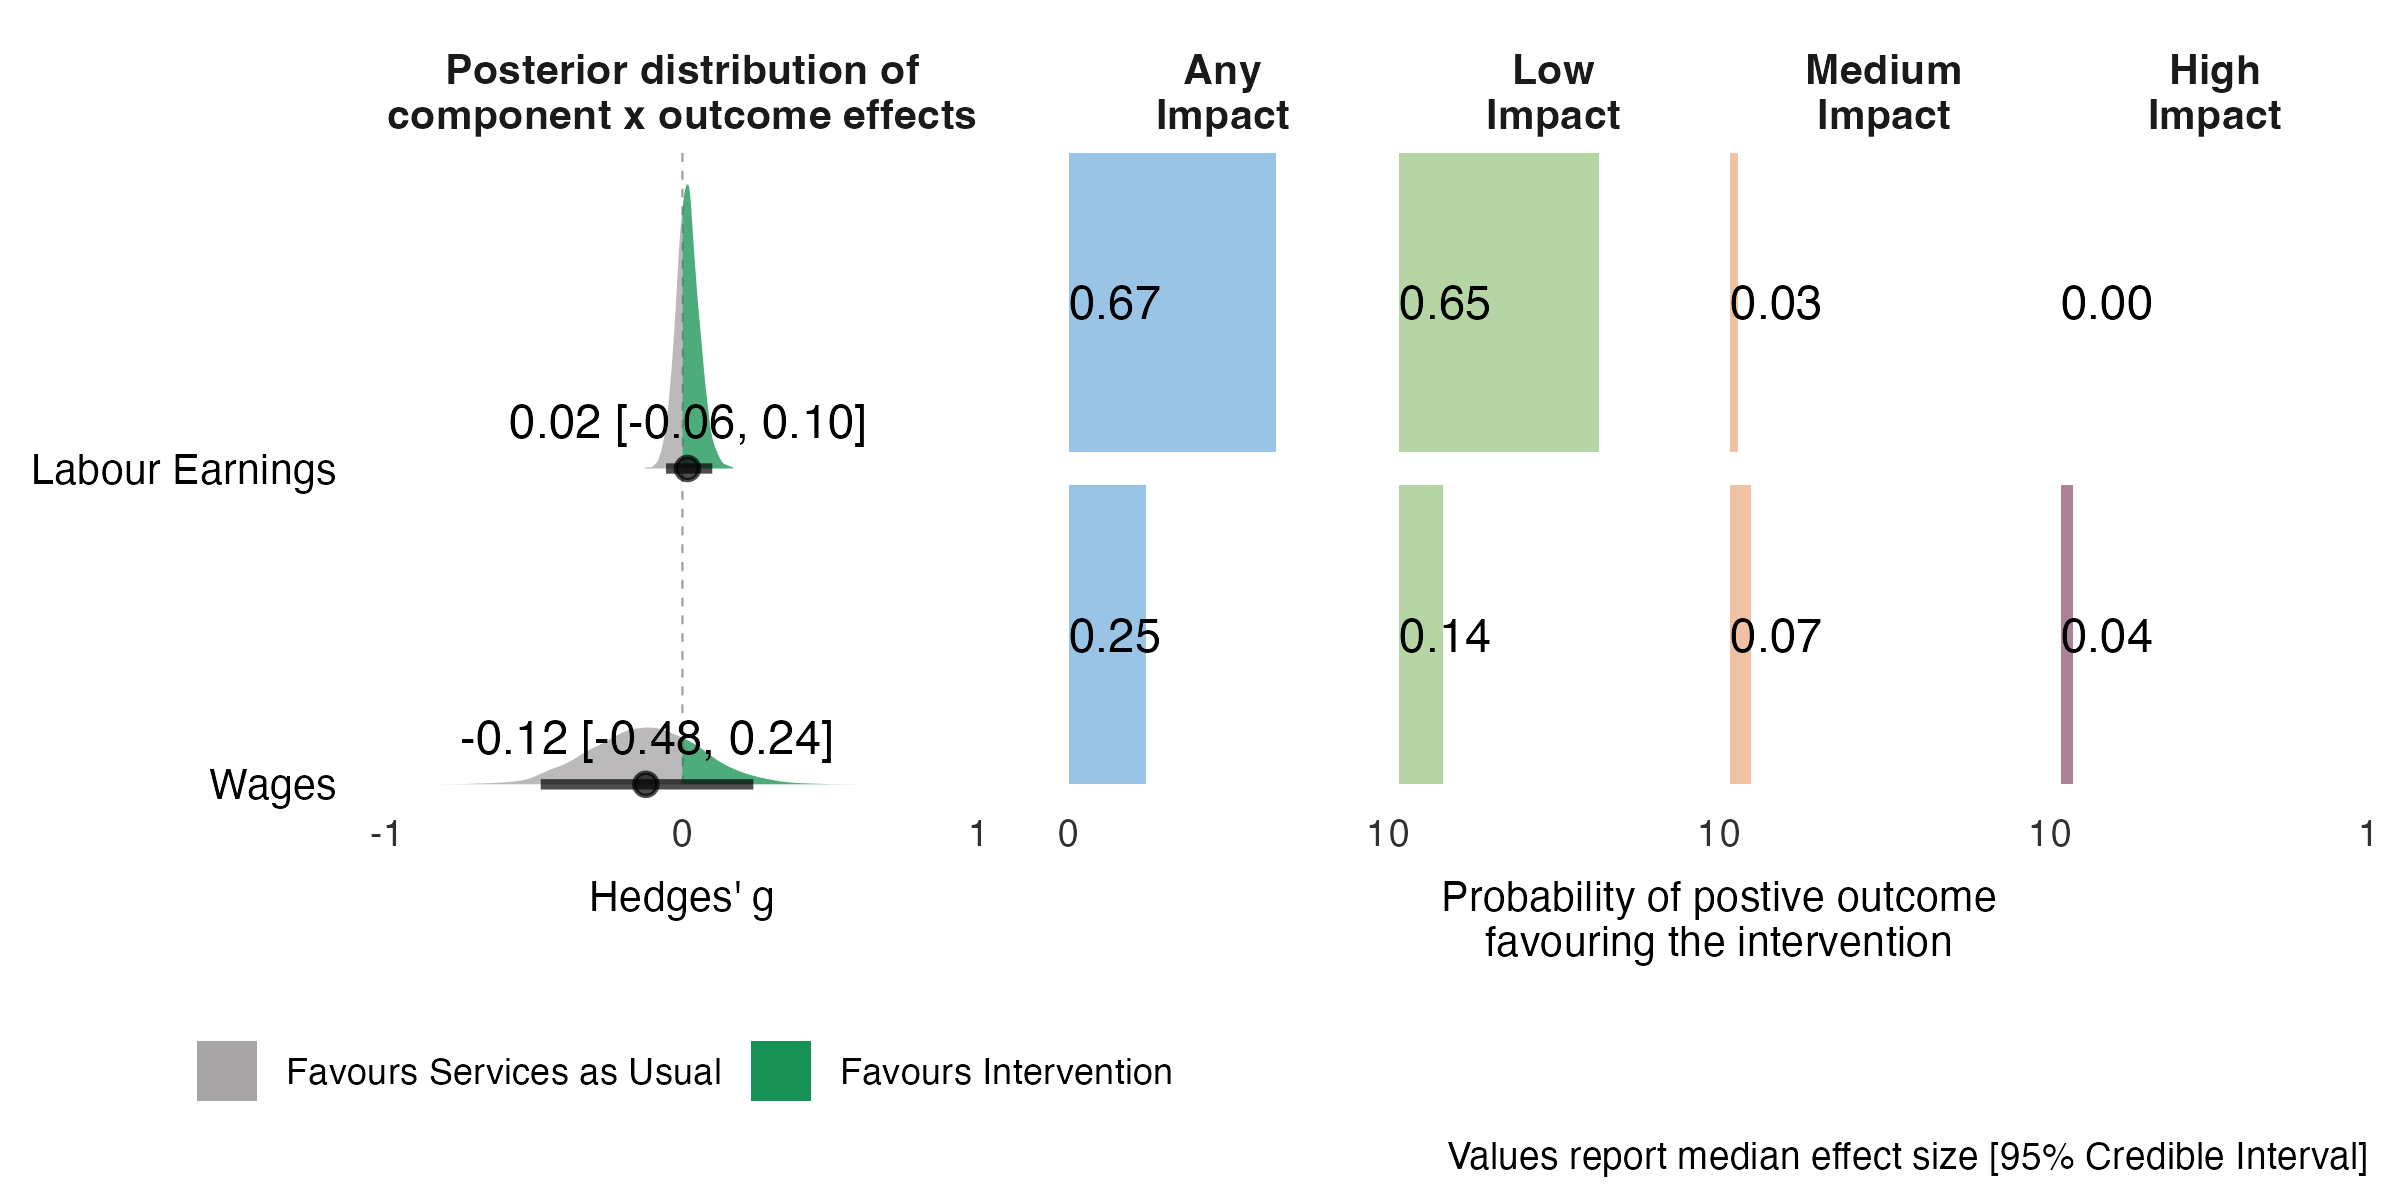 Posterior distribution of
component x outcome effects
Any
Impact
Low
Impact
Medium
Impact
High
Impact
0.67
0.65
0.03
0.00
0.02 [-0.06, 0.10]
Labour Earnings
0.25
0.14
0.07
0.04
-0.12 [-0.48, 0.24]
Wages
-1 0 1 0 10 10 10 1
Hedges' g
Probability of postive outcome
favouring the intervention
Favours Services as Usual
Favours Intervention
Values report median effect size [95% Credible Interval]